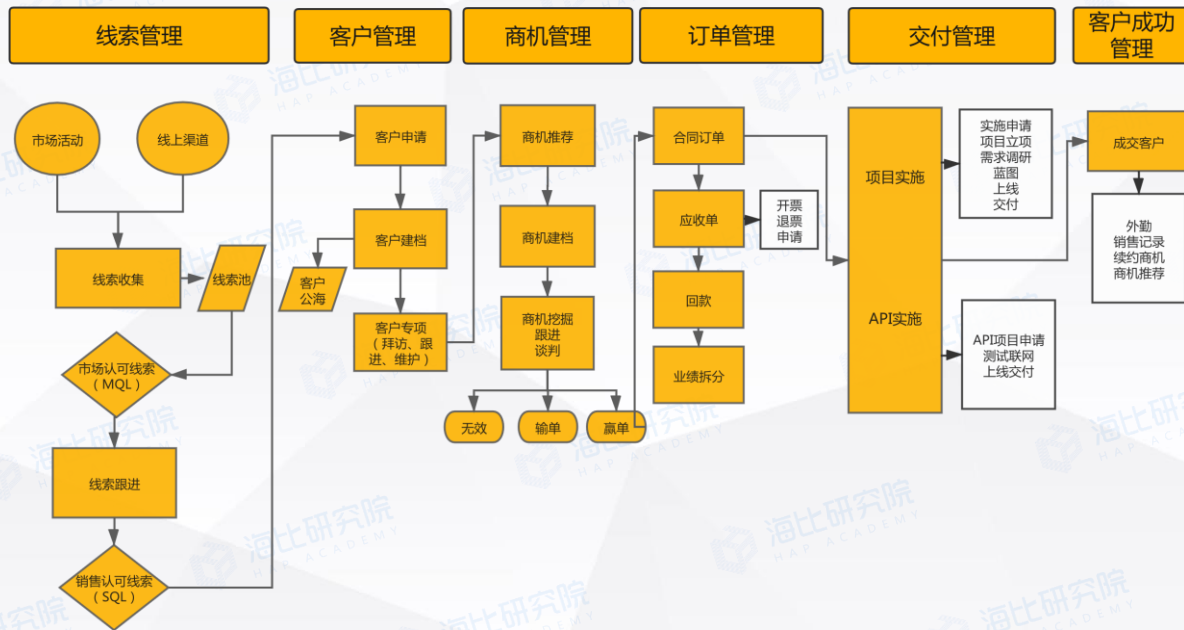 线索管理
客户管理
商机管理
订单管理
交付管理
客户成功
管理
市场活动
线上渠道
线索收集
线索池
市场认可线索
（MQL）
线索跟进
销售认可线索
（SQL）
客户申请
客户建档
客户
公海
客户专项
（拜访、跟
进、维护）
商机推荐
商机建档
商机挖掘
跟进
谈判
无效
输单
赢单
合同订单
应收单
开票
退票
申请
回款
业绩拆分
项目实施
API实施
实施申请
项目立项
需求调研
蓝图
上线
交付
API项目申请
测试联网
上线交付
成交客户
外勤
销售记录
续约商机
商机推荐
海比研究院
HAP ACADEMY